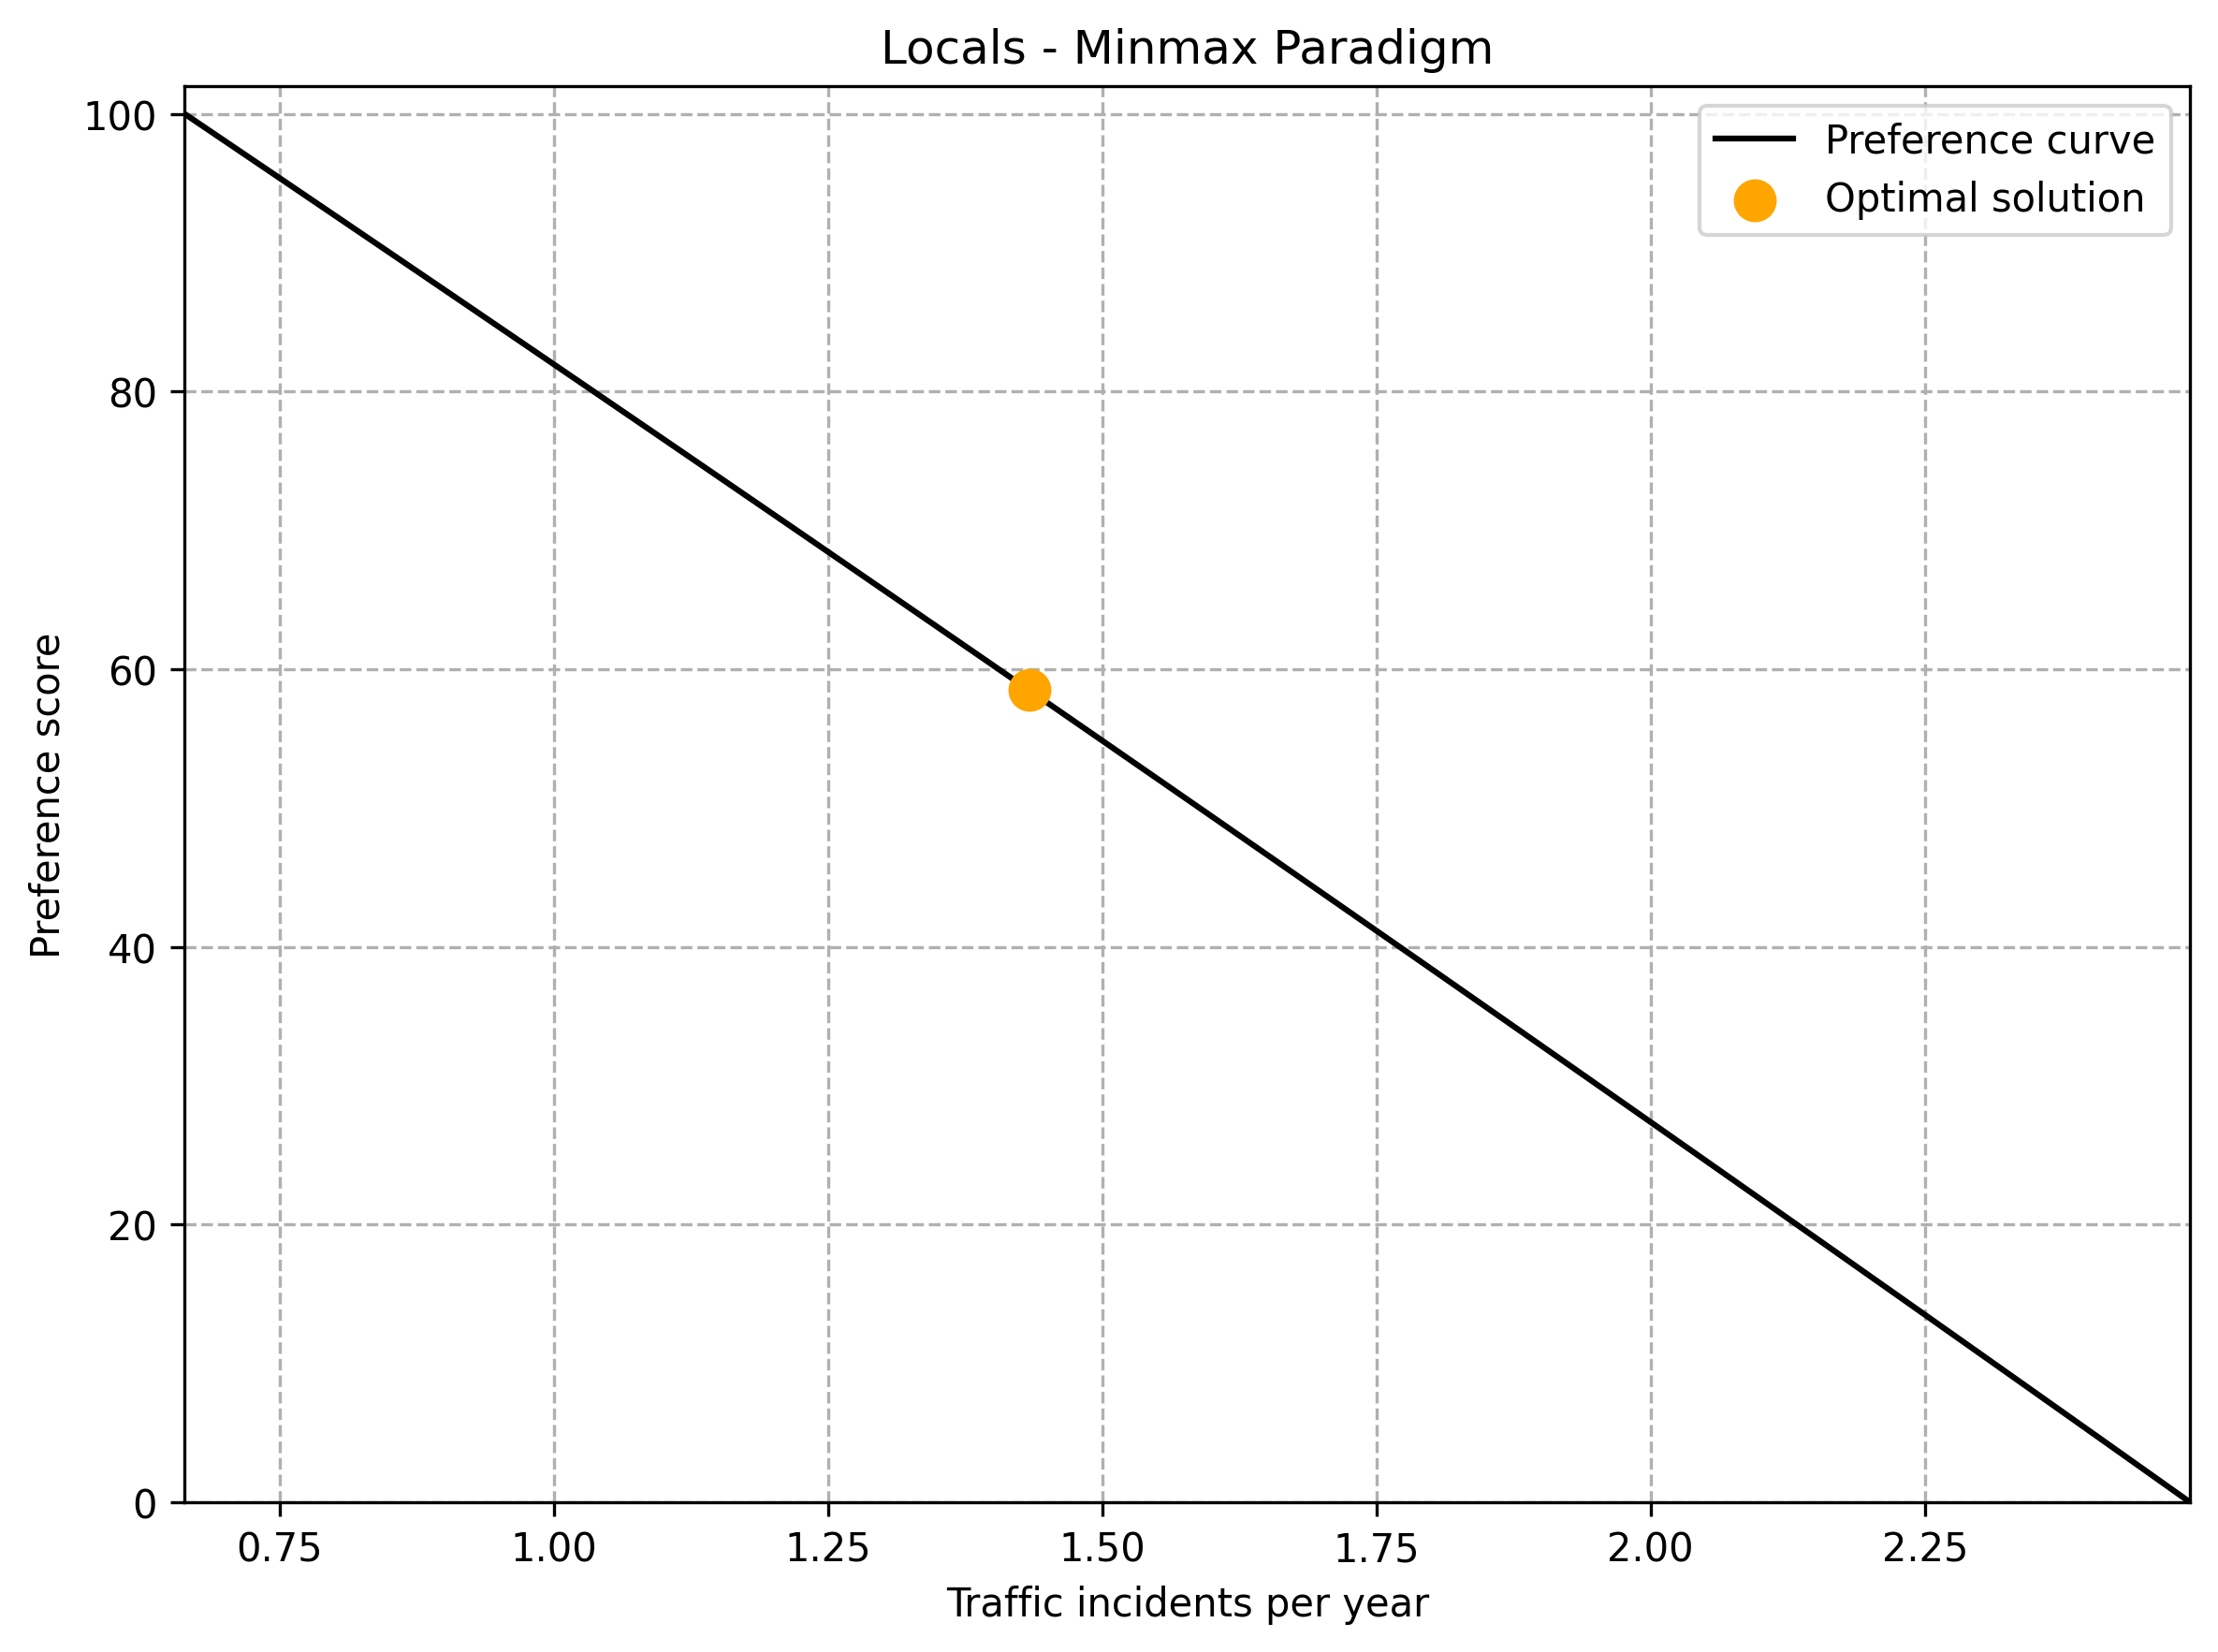 Locals - Minmax Paradigm
Preference curve
Optimal solution
Preference score
100
80
60
40
20
0
0.75 1.00 1.25 1.50 1.75 2.00 2.25
Traffic incidents per year